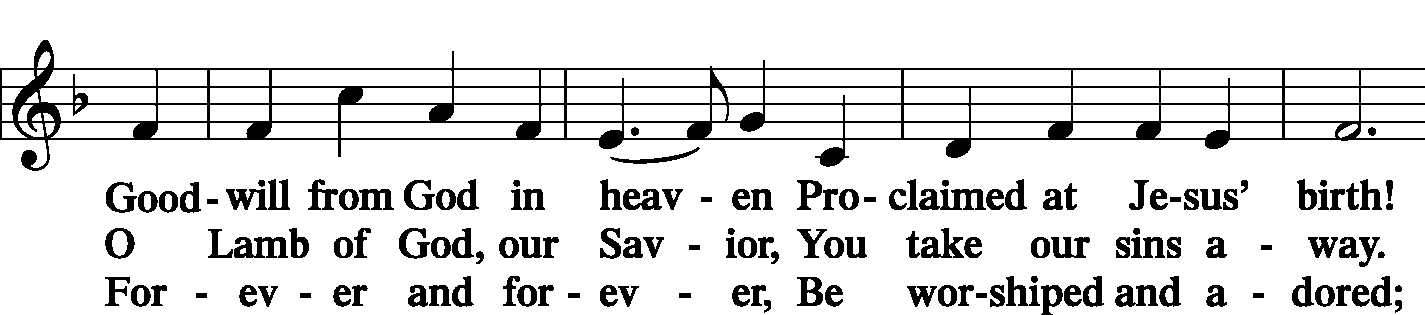 Good - will from God in heav - en Pro - claimed at Je - sus’ birth!
O Lamb of God, our Sav - ior, You take our sins a - way.
For - ev - er and for - ev - er, Be wor - shiped and a - dored;